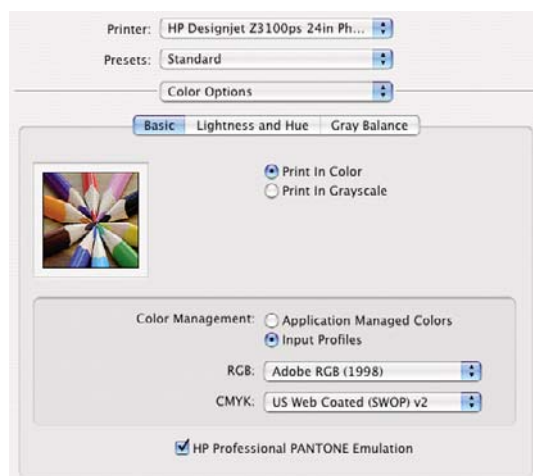 Printer: HP Designjet Z3100ps 24in Ph...
Presets: Standard
Color Options
Basic Lightness and Hue Gray Balance
Print In Color
Print In Grayscale
Color Management: Application Managed Colors
Input Profiles
RGB: Adobe RGB (1998)
CMYK: US Web Coated (SWOP) v2
HP Professional PANTONE Emulation